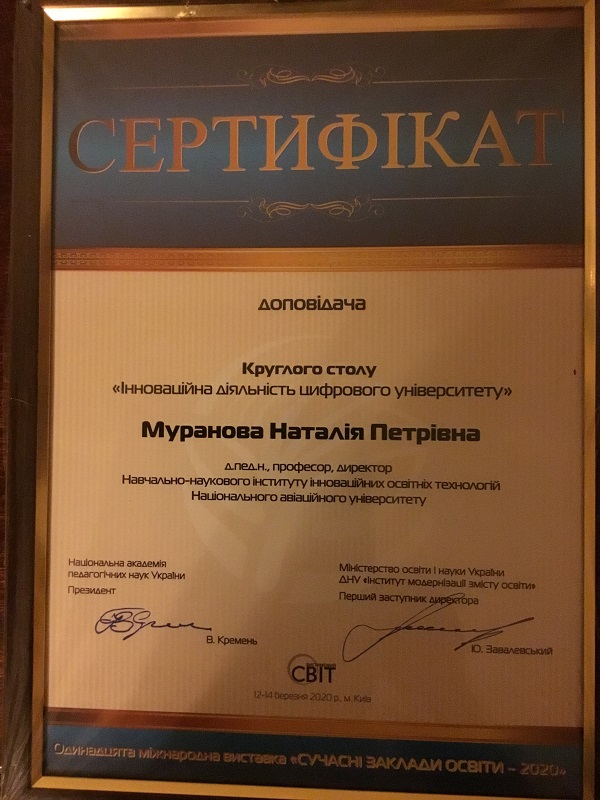 СЕРТИФІКАТ
доповідача
Круглого столу
«Інноваційна діяльність цифрового університету»
Муранова Наталія Петрівна
д.пед.н., професор, директор
Навчально-наукового інституту інноваційних освітніх технологій
Національного авіаційного університету
Національна академія
педагогічних наук України
Президент
В. Кремень
Міністерство освіти і науки України
ДНУ «Інститут модернізації змісту освіти»
Перший заступник директора
Ю. Завалевський
СВІТ
12-14 березня 2020 р., м. Київ
Одинадцята міжнародна виставка «СУЧАСНІ ЗАКЛАДИ ОСВІТИ – 2020»